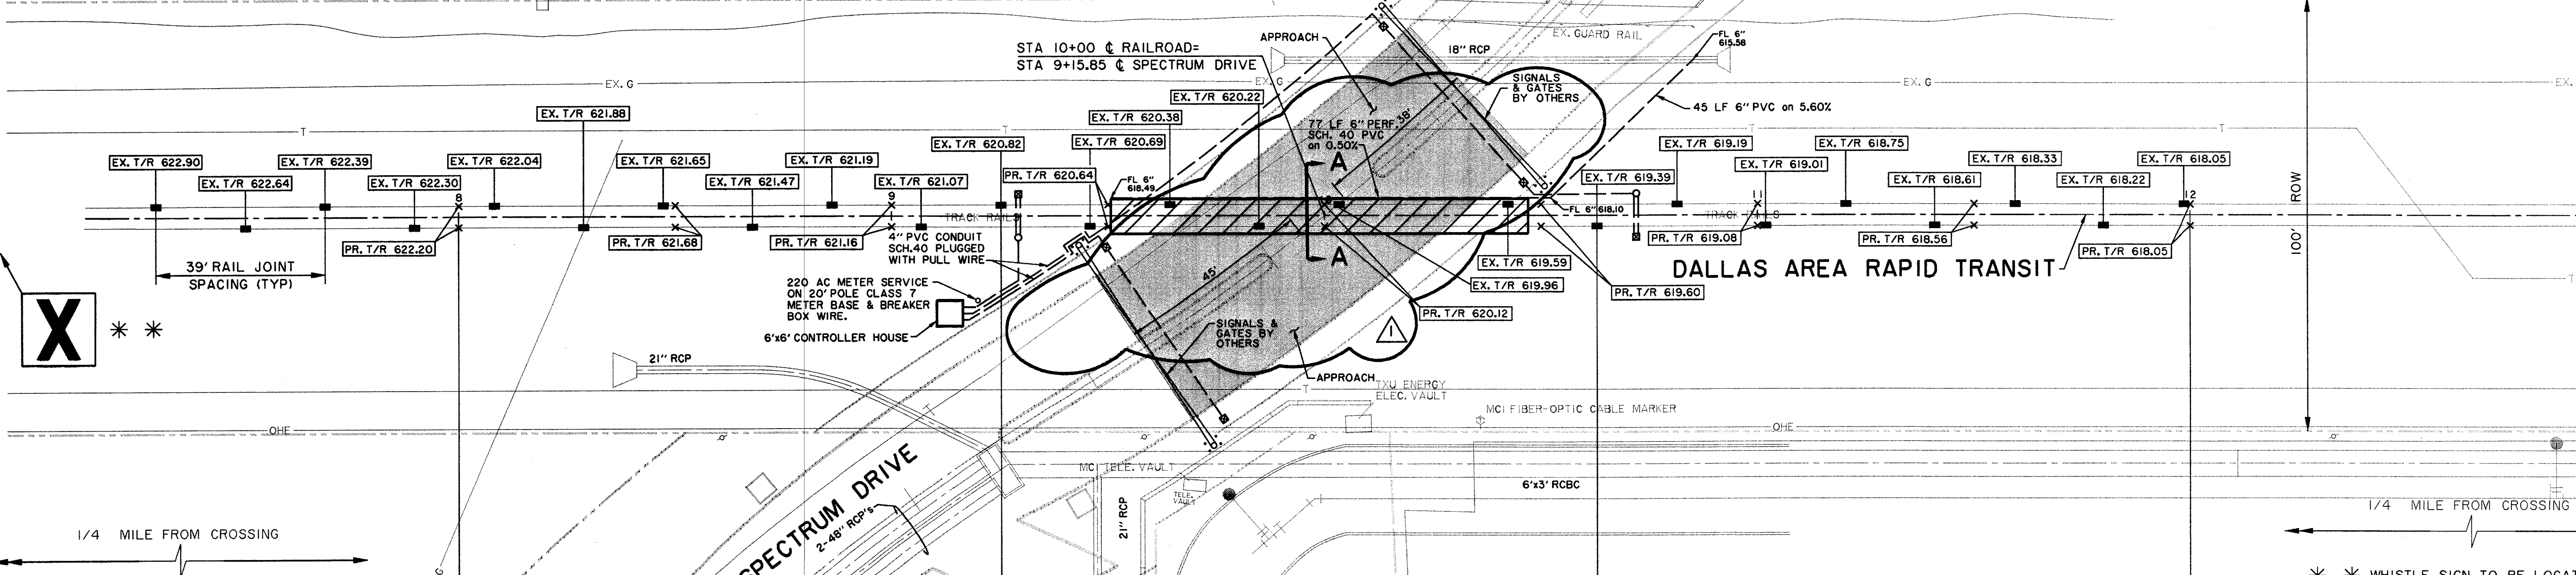 STA 10+00 ℄ RAILROAD=
STA 9+15.85 ℄ SPECTRUM DRIVE
APPROACH
18" RCP
EX. GUARD RAIL
FL 6"
615.58
EX. G
EX. G
EX. G
EX.
SIGNALS
& GATES
BY OTHERS
45 LF 6" PVC on 5.60%
EX. T/R 621.88
EX. T/R 620.22
EX. T/R 620.38
77 LF 6" PERF.
SCH. 40 PVC
on 0.50%
38'
T
T
T
T
EX. T/R 622.90
EX. T/R 622.39
EX. T/R 622.04
EX. T/R 621.65
EX. T/R 621.19
EX. T/R 620.82
EX. T/R 620.69
EX. T/R 619.19
EX. T/R 618.75
EX. T/R 618.33
EX. T/R 618.05
EX. T/R 622.64
EX. T/R 622.30
EX. T/R 621.47
EX. T/R 621.07
PR. T/R 620.64
FL 6"
618.49
A
EX. T/R 619.39
EX. T/R 619.01
EX. T/R 618.61
EX. T/R 618.22
8
9
11
12
TRACK RAILS
FL 6" 618.10
TRACK RAILS
100' ROW
PR. T/R 622.20
PR. T/R 621.68
PR. T/R 621.16
4" PVC CONDUIT
SCH.40 PLUGGED
WITH PULL WIRE
PR. T/R 619.08
PR. T/R 618.56
PR. T/R 618.05
39' RAIL JOINT
SPACING (TYP)
A
45'
EX. T/R 619.59
EX. T/R 619.96
PR. T/R 619.60
PR. T/R 620.12
DALLAS AREA RAPID TRANSIT
T
220 AC METER SERVICE
ON 20' POLE CLASS 7
METER BASE & BREAKER
BOX WIRE.
6'x6' CONTROLLER HOUSE
X
* *
SIGNALS &
GATES BY
OTHERS
1
21" RCP
APPROACH
T
TXU ENERGY
ELEC. VAULT
MCI FIBER-OPTIC CABLE MARKER
OHE
OHE
MCI TELE. VAULT
TELE.
VAULT
SPECTRUM DRIVE
2-48" RCP's
21" RCP
6'x3' RCBC
1/4 MILE FROM CROSSING
1/4 MILE FROM CROSSING
G
* * WHISTLE SIGN TO BE LOCAT